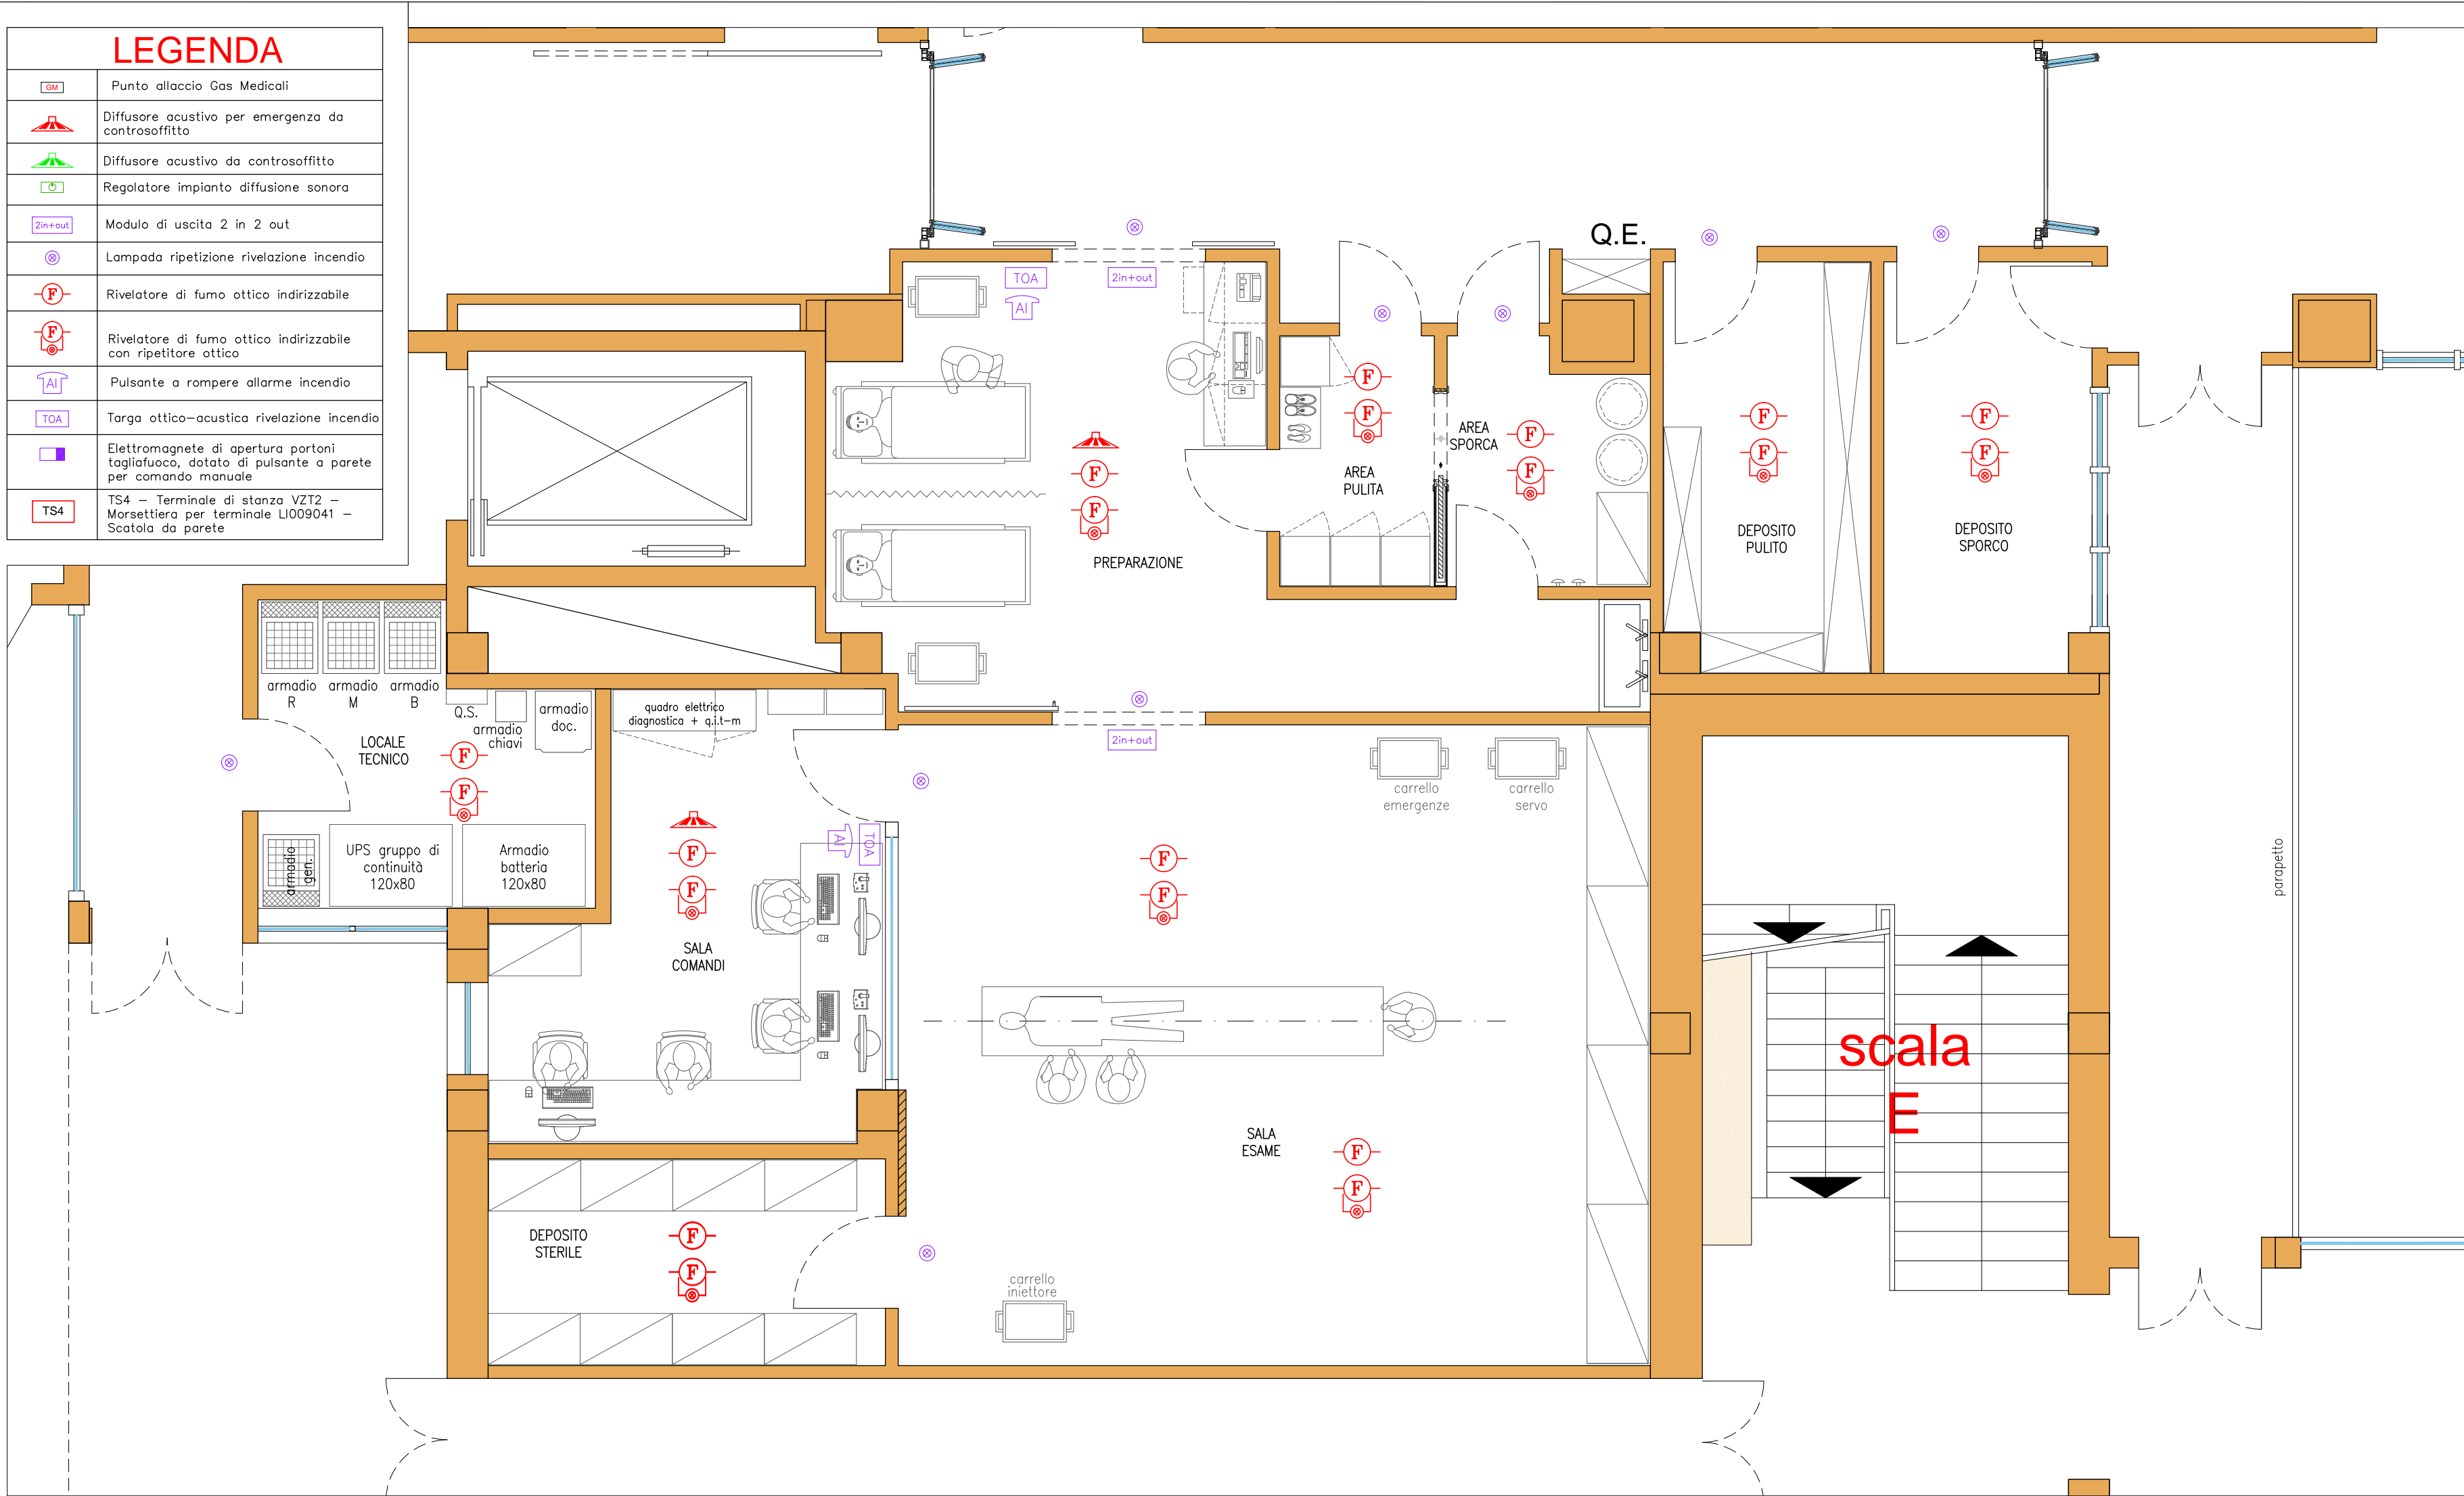 LEGENDA
GM
Punto allaccio Gas Medicali
Diffusore acustivo per emergenza da
controsoffitto
Diffusore acustivo da controsoffitto
Regolatore impianto diffusione sonora
2in+out
Modulo di uscita 2 in 2 out
Lampada ripetizione rivelazione incendio
F
Rivelatore di fumo ottico indirizzabile
F
Rivelatore di fumo ottico indirizzabile
con ripetitore ottico
AI
Pulsante a rompere allarme incendio
TOA
Targa ottico-acustica rivelazione incendio
Elettromagnete di apertura portoni
tagliafuoco, dotato di pulsante a parete
per comando manuale
TS4
TS4 – Terminale di stanza VZT2 –
Morsettiera per terminale LI009041 –
Scatola da parete
Q.E.
TOA
AI
2in+out
F
F
PREPARAZIONE
F
F
AREA
PULITA
AREA
SPORCA
F
F
F
F
DEPOSITO
PULITO
F
F
DEPOSITO
SPORCO
armadio
R
armadio
M
armadio
B
Q.S.
armadio
chiavi
armadio
doc.
LOCALE
TECNICO
F
F
armadio
gen.
UPS gruppo di
continuità
120x80
Armadio
batteria
120x80
quadro elettrico
diagnostica + q.i.t-m
F
F
AI
TOA
SALA
COMANDI
2in+out
carrello
emergenze
carrello
servo
F
F
SALA
ESAME
F
F
DEPOSITO
STERILE
F
F
carrello
iniettore
scala
E
parapetto